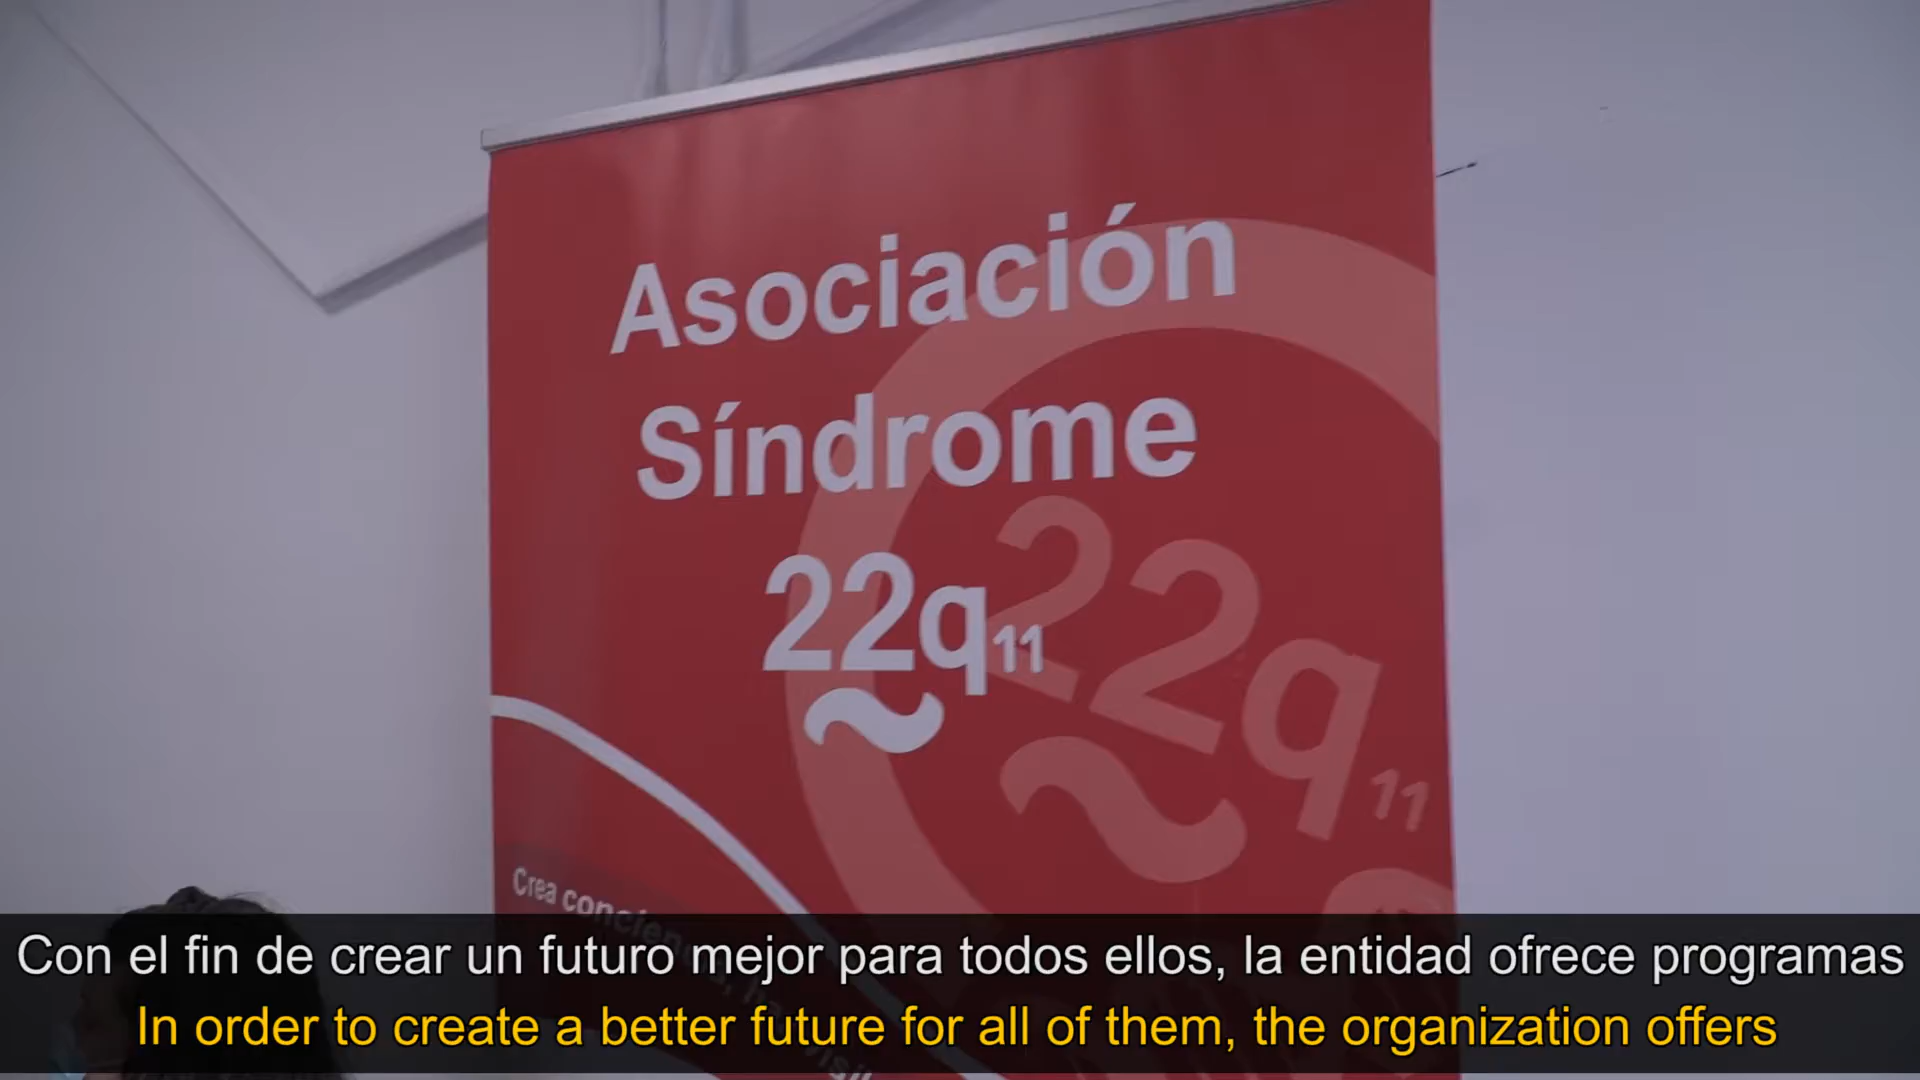 Asociación
Síndrome
22q11
22q11
Crea
Con el fin de crear un futuro mejor para todos ellos, la entidad ofrece programas
In order to create a better future for all of them, the organization offers